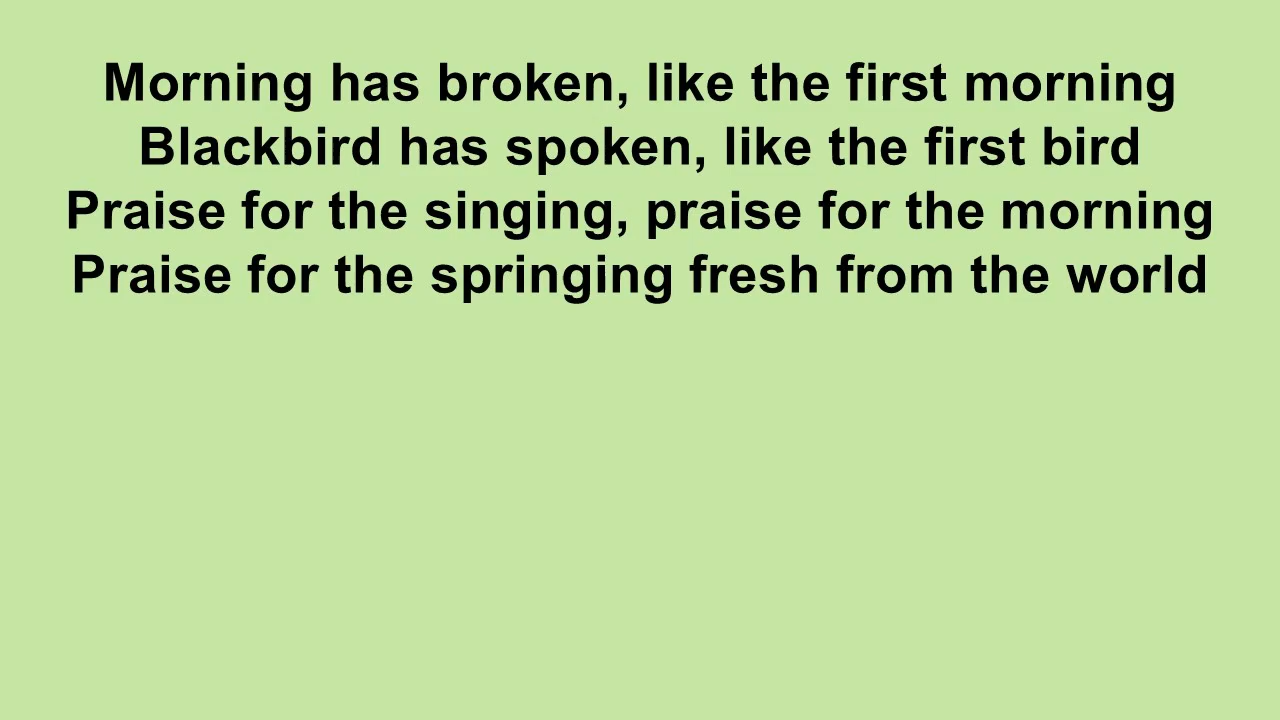 Morning has broken, like the first morning
Blackbird has spoken, like the first bird
Praise for the singing, praise for the morning
Praise for the springing fresh from the world